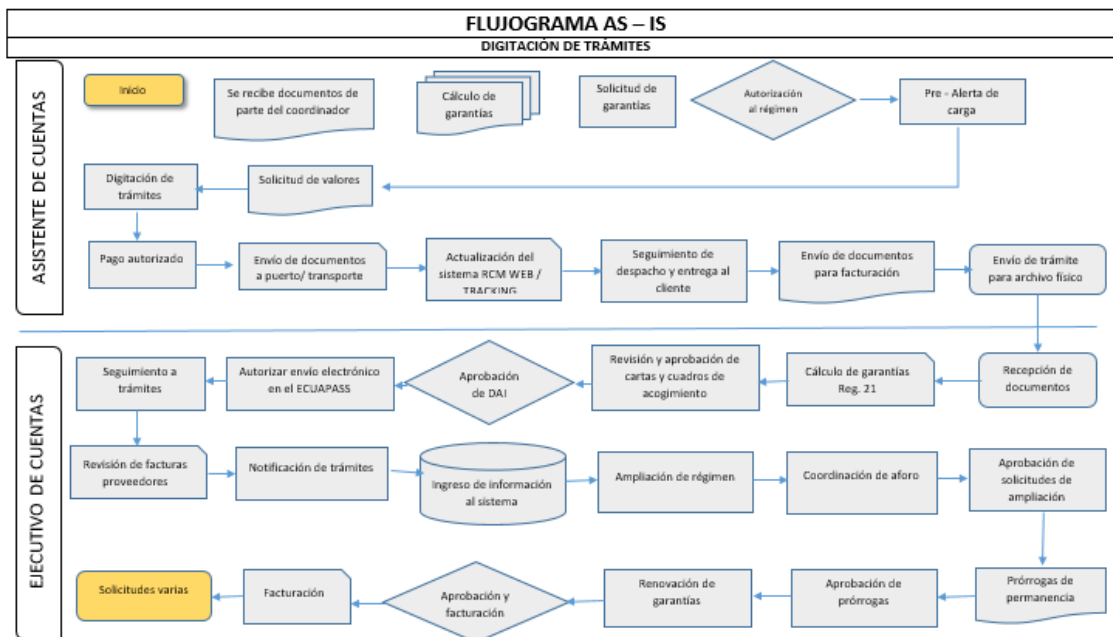 FLUJOGRAMA AS – IS
DIGITACIÓN DE TRÁMITES
ASISTENTE DE CUENTAS
Inicio
Se recibe documentos de
parte del coordinador
Cálculo de
garantías
Solicitud de
garantías
Autorización
al régimen
Pre - Alerta de
carga
Digitación de
trámites
Solicitud de valores
Pago autorizado
Envío de documentos
a puerto/ transporte
Actualización del
sistema RCM WEB /
TRACKING
Seguimiento de
despacho y entrega al
cliente
Envío de documentos
para facturación
Envío de trámite
para archivo físico
EJECUTIVO DE CUENTAS
Seguimiento a
trámites
Autorizar envío electrónico
en el ECUAPASS
Aprobación
de DAI
Revisión y aprobación de
cartas y cuadros de
acogimiento
Cálculo de garantías
Reg. 21
Recepción de
documentos
Revisión de facturas
proveedores
Notificación de trámites
Ingreso de información
al sistema
Ampliación de régimen
Coordinación de aforo
Aprobación de
solicitudes de
ampliación
Solicitudes varias
Facturación
Aprobación y
facturación
Renovación de
garantías
Aprobación de
prórrogas
Prórrogas de
permanencia